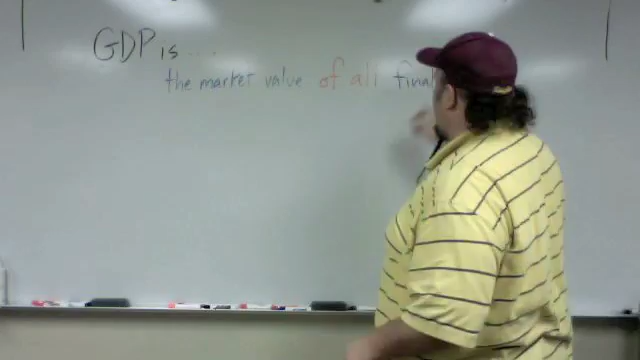 GDP is ...
the market value of all final